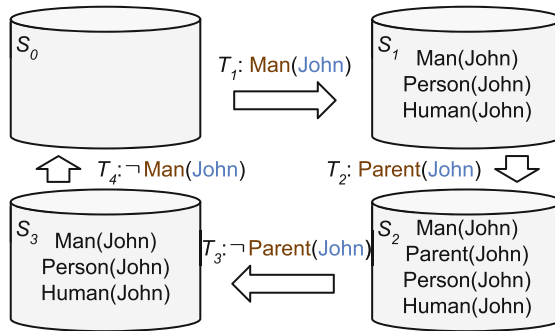 S0
T1: Man(John)
S1
Man(John)
Person(John)
Human(John)
T4: ¬ Man(John)
T2: Parent(John)
S3
Man(John)
Person(John)
Human(John)
T3: ¬ Parent(John)
S2
Man(John)
Parent(John)
Person(John)
Human(John)